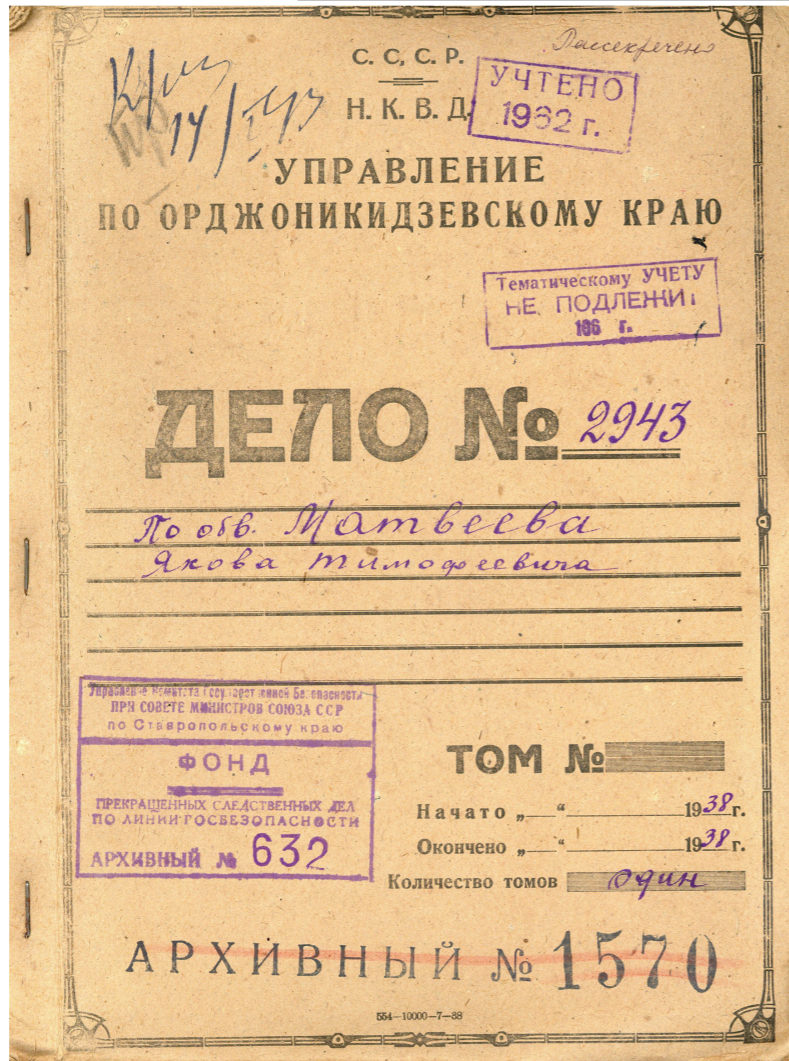 Рассекречено
С. С. С. Р.
УЧТЕНО
1962 г.
Н. К. В. Д.
14/
УПРАВЛЕНИЕ
ПО ОРДЖОНИКИДЗЕВСКОМУ КРАЮ
Тематическому УЧЕТУ
НЕ ПОДЛЕЖИТ
196 г.
ДЕЛО № 2943
По обв. Матвеева
Якова Тимофеевича
Управление Комитета Государственной Безопасности
ПРИ СОВЕТЕ МИНИСТРОВ СОЮЗА ССР
по Ставропольскому краю
ФОНД
ПРЕКРАЩЕННЫХ СЛЕДСТВЕННЫХ ДЕЛ
ПО ЛИНИИ ГОСБЕЗОПАСНОСТИ
АРХИВНЫЙ № 632
ТОМ №
Начато „ “ 1938 г.
Окончено „ “ 1938 г.
Количество томов один
АРХИВНЫЙ № 1570
554—10000—7—38